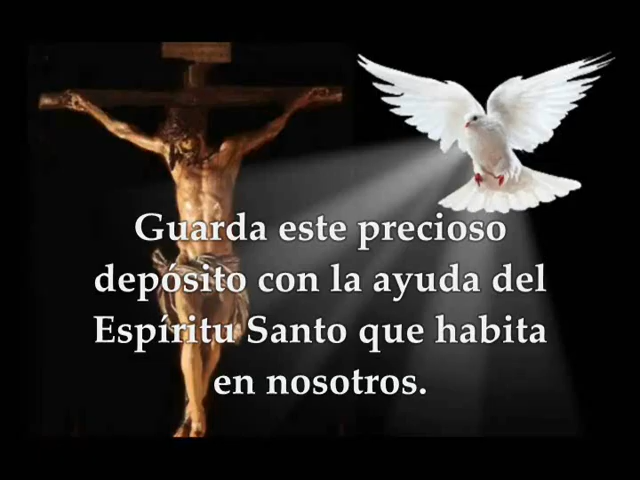 Guarda este precioso
depósito con la ayuda del
Espíritu Santo que habita
en nosotros.